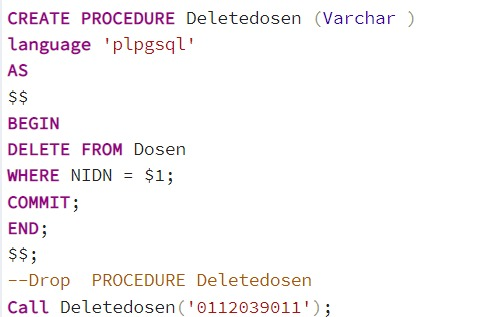 CREATE PROCEDURE Deletedosen (Varchar )
language 'plpgsql'
AS
$$
BEGIN
DELETE FROM Dosen
WHERE NIDN = $1;
COMMIT;
END;
$$;
--Drop  PROCEDURE Deletedosen
Call Deletedosen('0112039011');